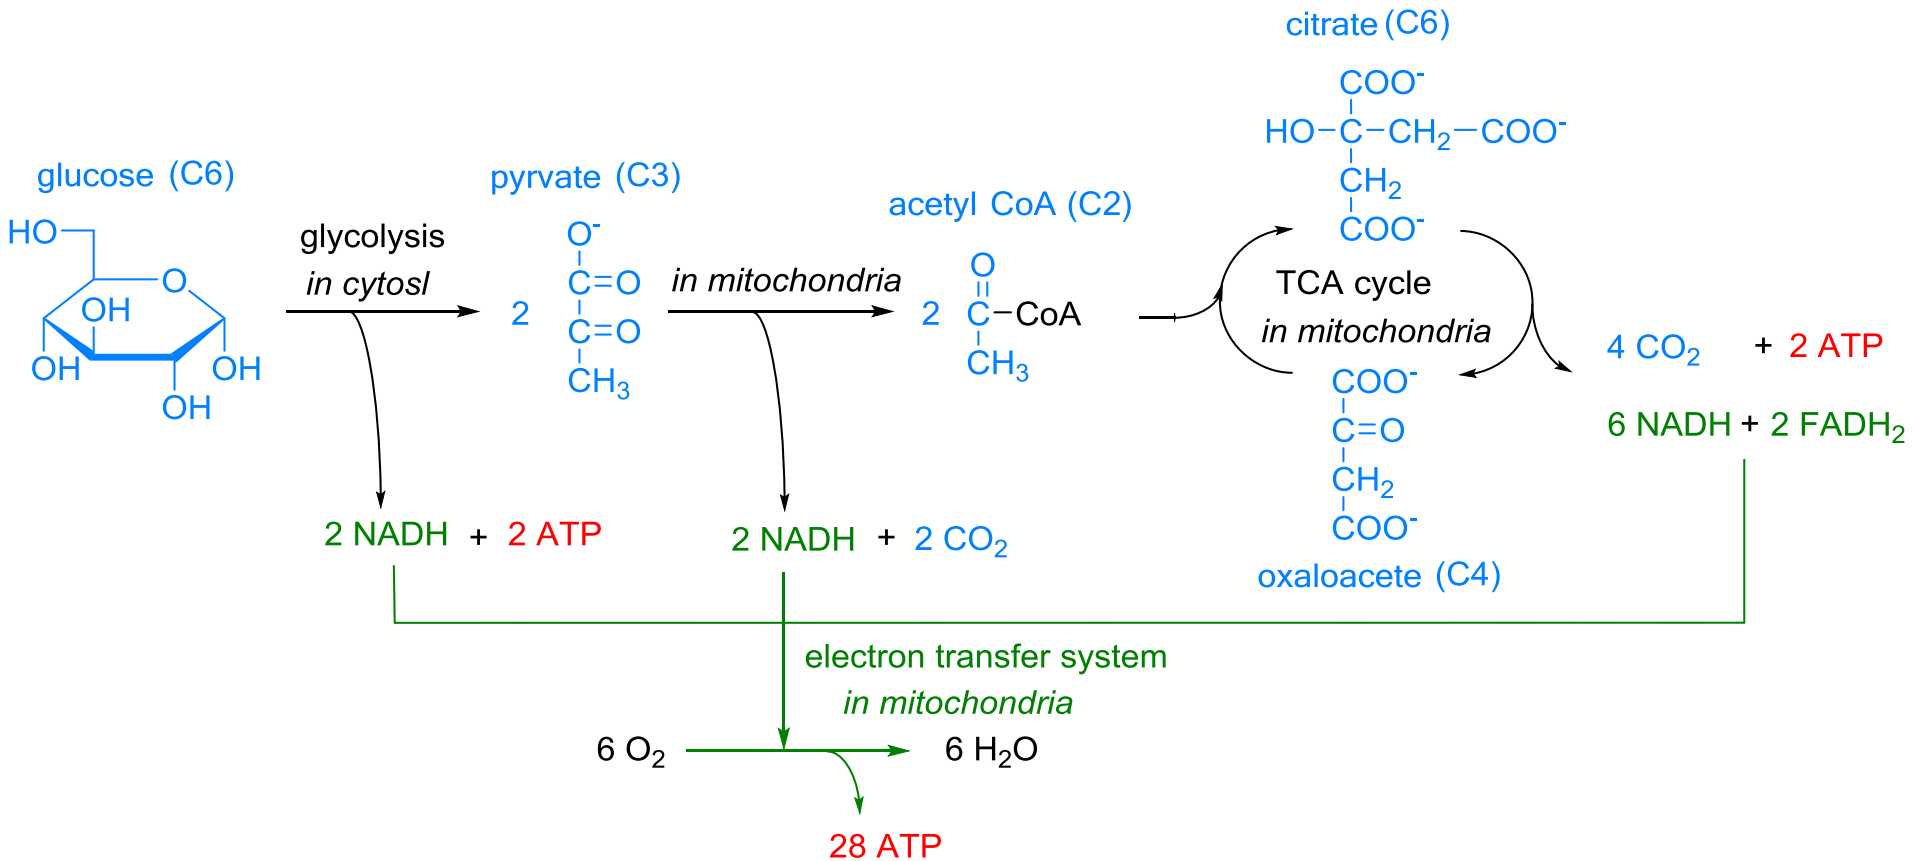 citrate (C6)
COO-
HO-C-CH2-COO-
CH2
COO-
glucose (C6)
HO
O
OH
OH
OH
OH
glycolysis
in cytosl
pyrvate (C3)
O-
C=O
2
C=O
CH3
in mitochondria
acetyl CoA (C2)
O
2 C-CoA
CH3
TCA cycle
in mitochondria
COO-
C=O
CH2
COO-
oxaloacete (C4)
4 CO2 + 2 ATP
6 NADH + 2 FADH2
2 NADH + 2 ATP
2 NADH + 2 CO2
electron transfer system
in mitochondria
6 O2
6 H2O
28 ATP